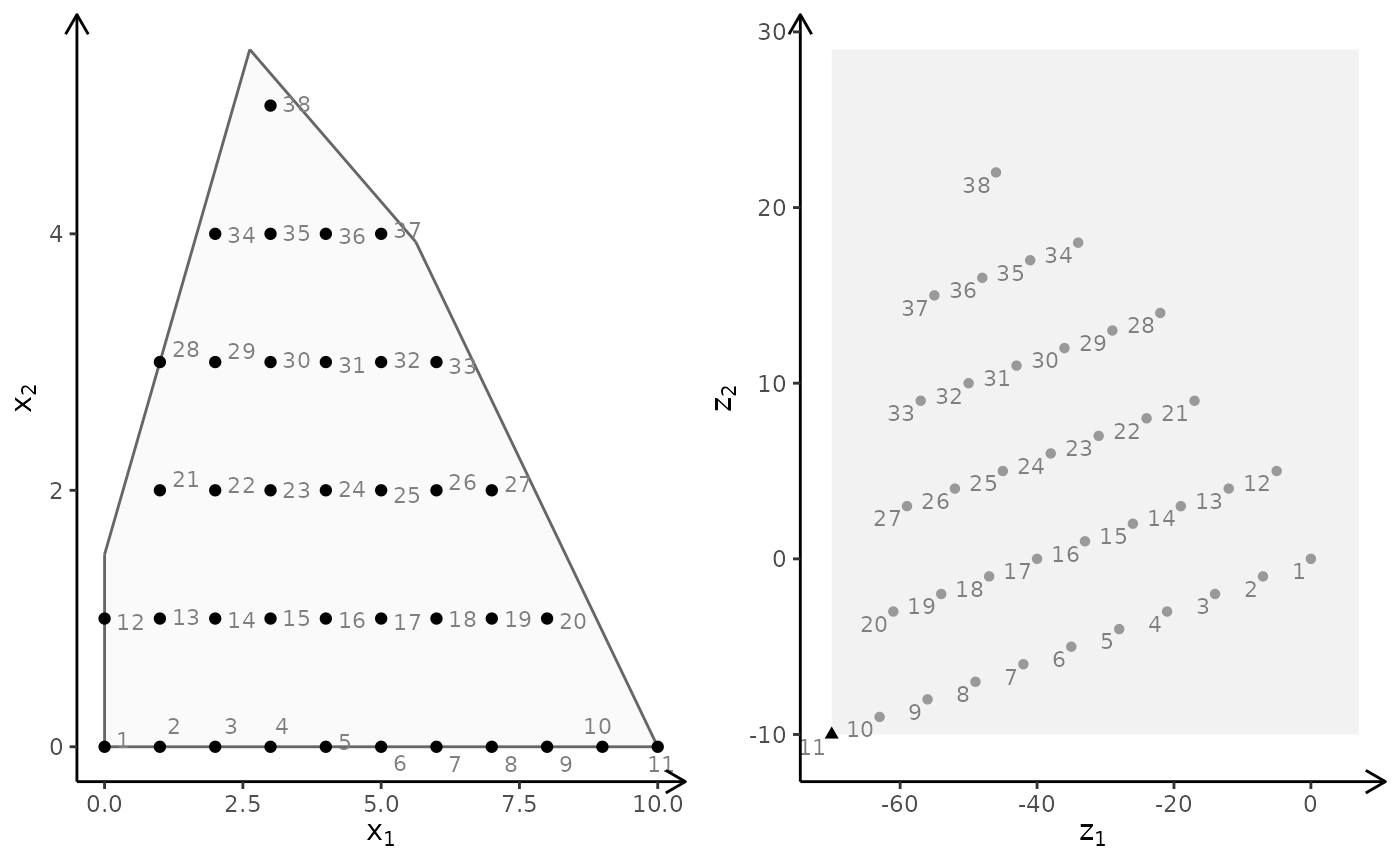 38
4
34 35 36 37
28 29 30 31 32 33
x2
2
21 22 23 24 25 26 27
12 13 14 15 16 17 18 19 20
2 3 4 10
0
1 5
6 7 8 9 11
0.0 2.5 5.0 7.5 10.0
x1
30
38
20
37 36 35 34
33 32 31 30 29 28
z2
10
27 26 25 24 23 22 21
20 19 18 17 16 15 14 13 12
0
11 10 9 8 7 6 5 4 3 2 1
-10
-60 -40 -20 0
z1